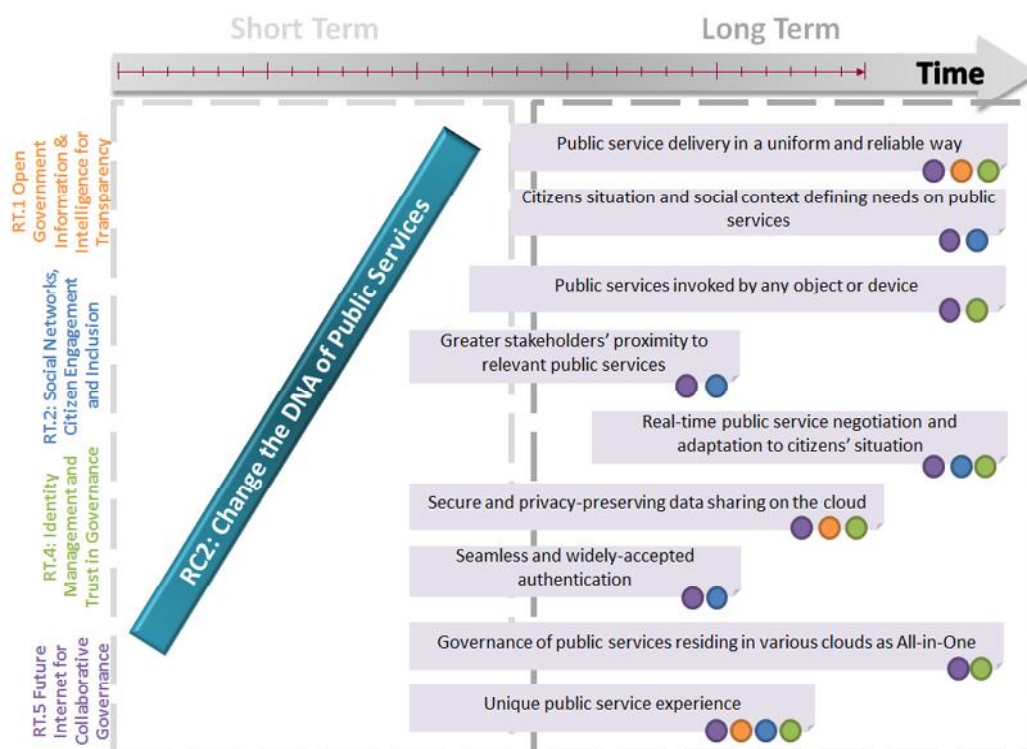 Short Term
Long Term
Time
RT.1 Open
Government
Information &
Intelligence for
Transparency
RT.2: Social Networks,
Citizen Engagement
and Inclusion
RT.4: Identity
Management and
Trust in Governance
RT.5 Future
Internet for
Collaborative
Governance
RC2: Change the DNA of Public Services
Public service delivery in a uniform and reliable way
Citizens situation and social context defining needs on public
services
Public services invoked by any object or device
Greater stakeholders’ proximity to
relevant public services
Real-time public service negotiation and
adaptation to citizens’ situation
Secure and privacy-preserving data sharing on the cloud
Seamless and widely-accepted
authentication
Governance of public services residing in various clouds as All-in-One
Unique public service experience